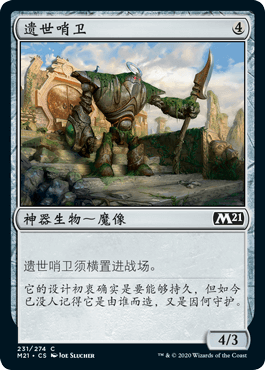 遗世哨卫 4
神器生物～魔像 M21
遗世哨卫须横置进战场。
它的设计初衷确实是要能够持久，但如今
已没人记得它是由谁而造，又是因何守护。
4/3
231/274 C
M21 • CS JOE SLUCHER ™ & © 2020 Wizards of the Coast